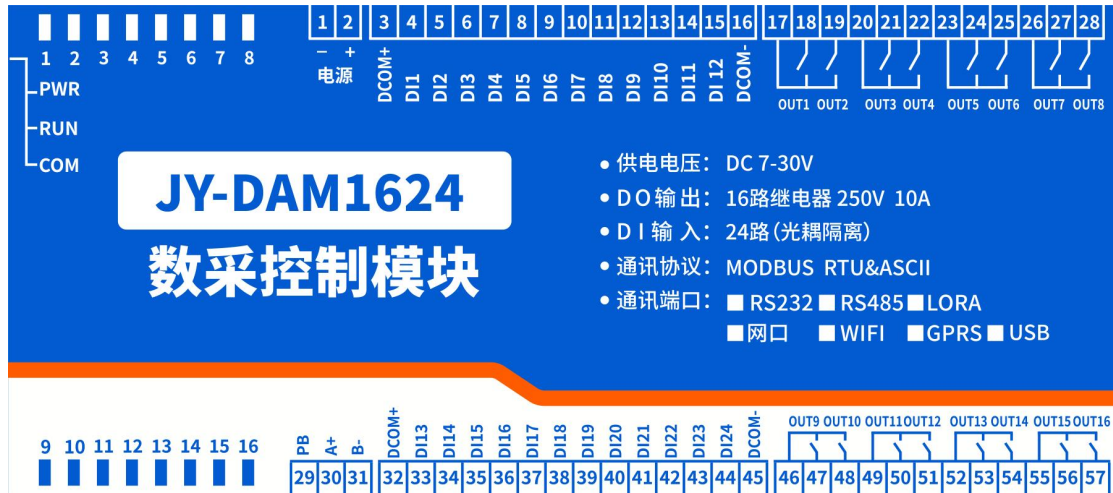 1 2 3 4 5 6 7 8
1 2 3 4 5 6 7 8 9 10 11 12 13 14 15 16 17 18 19 20 21 22 23 24 25 26 27 28
－ ＋
电源
DCOM+ DI1 DI2 DI3 DI4 DI5 DI6 DI7 DI8 DI9 DI10 DI11 DI 12 DCOM-
OUT1 OUT2 OUT3 OUT4 OUT5 OUT6 OUT7 OUT8
PWR
RUN
COM
JY-DAM1624
数采控制模块
● 供电电压： DC 7-30V
● DO输出： 16路继电器 250V 10A
● DI输入： 24路（光耦隔离）
● 通讯协议： MODBUS RTU&ASCII
● 通讯端口： ■ RS232 ■ RS485 ■ LORA
■ 网口 ■ WIFI ■ GPRS ■ USB
9 10 11 12 13 14 15 16
PB A+ B- DCOM+ DI13 DI14 DI15 DI16 DI17 DI18 DI19 DI20 DI21 DI22 DI23 DI24 DCOM-
OUT9 OUT10 OUT11 OUT12 OUT13 OUT14 OUT15 OUT16
29 30 31 32 33 34 35 36 37 38 39 40 41 42 43 44 45 46 47 48 49 50 51 52 53 54 55 56 57